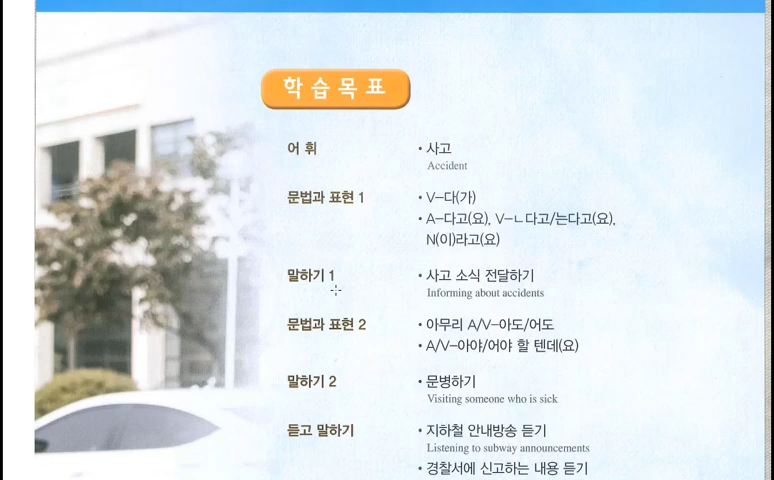 학습목표
어 휘
• 사고
Accident
문법과 표현 1
• V–다(가)
• A–다고(요), V–ㄴ다고/는다고(요),
N(이)라고(요)
말하기 1
• 사고 소식 전달하기
Informing about accidents
문법과 표현 2
• 아무리 A/V–아도/어도
• A/V–아야/어야 할 텐데(요)
말하기 2
• 문병하기
Visiting someone who is sick
듣고 말하기
• 지하철 안내방송 듣기
Listening to subway announcements
• 경찰서에 신고하는 내용 듣기